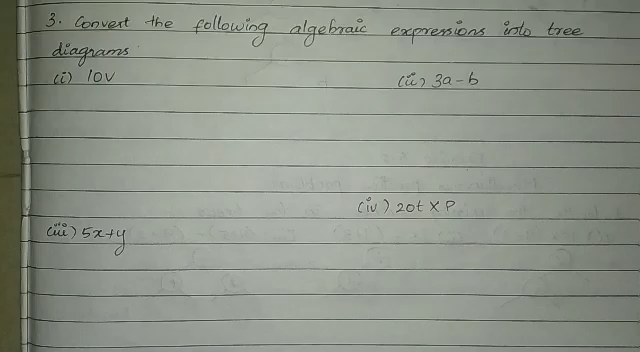 3. Convert the following algebraic expressions into tree
diagrams
(i) 10v
(ii) 3a-b
(iii) 5x+y
(iv) 20t X P